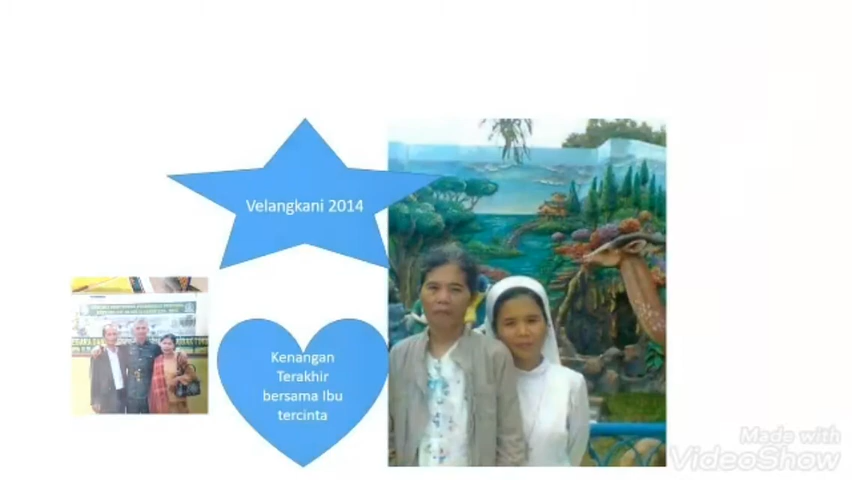 Velangkani 2014
Kenangan
Terakhir
bersama Ibu
tercinta
Made with
VideoShow